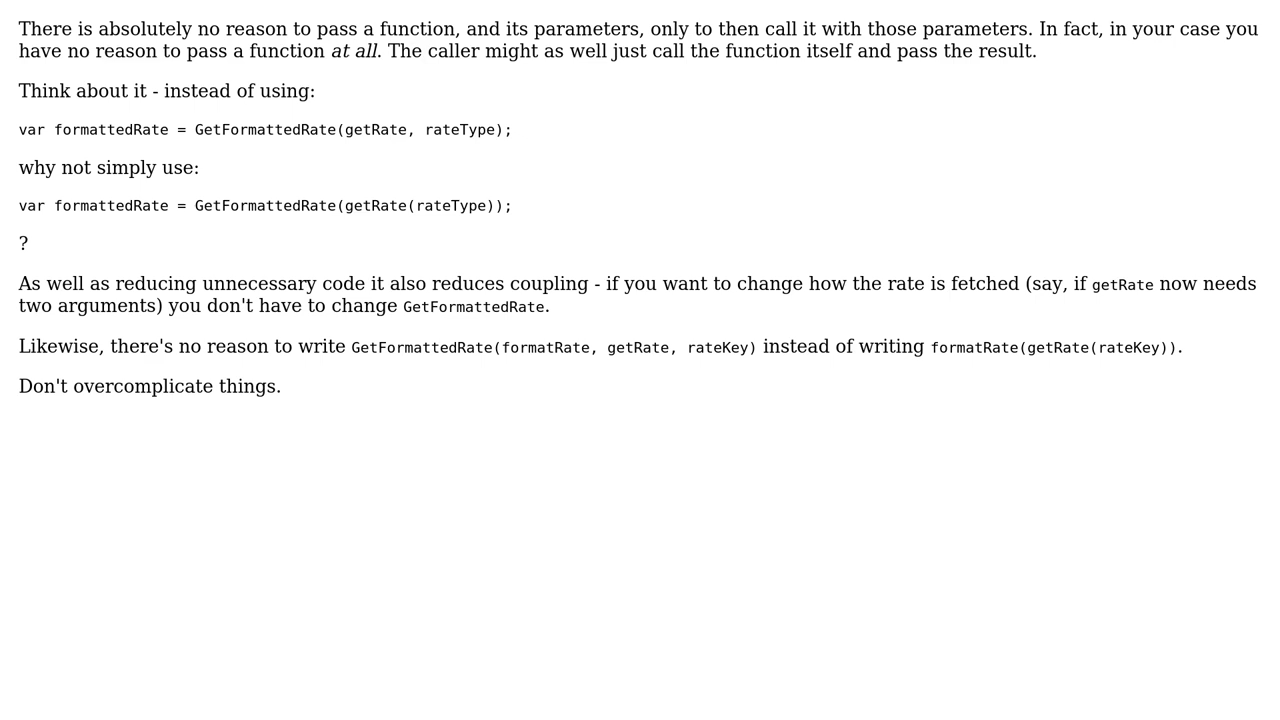 There is absolutely no reason to pass a function, and its parameters, only to then call it with those parameters. In fact, in your case you
have no reason to pass a function at all. The caller might as well just call the function itself and pass the result.
Think about it - instead of using:
var formattedRate = GetFormattedRate(getRate, rateType);
why not simply use:
var formattedRate = GetFormattedRate(getRate(rateType));
?
As well as reducing unnecessary code it also reduces coupling - if you want to change how the rate is fetched (say, if getRate now needs
two arguments) you don't have to change GetFormattedRate.
Likewise, there's no reason to write GetFormattedRate(formatRate, getRate, rateKey) instead of writing formatRate(getRate(rateKey)).
Don't overcomplicate things.